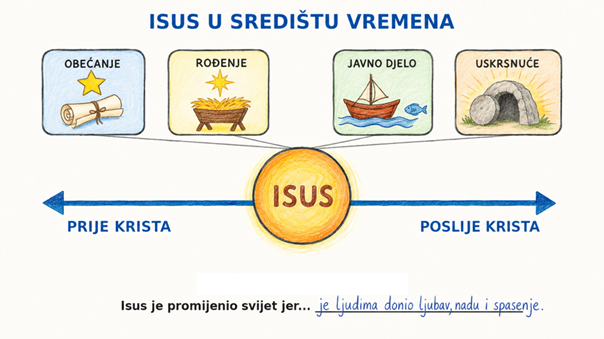 ISUS U SREDIŠTU VREMENA
OBEĆANJE
ROĐENJE
JAVNO DJELO
USKRSNUĆE
ISUS
PRIJE KRISTA
POSLIJE KRISTA
Isus je promijenio svijet jer... je ljudima donio ljubav, nadu i spasenje.